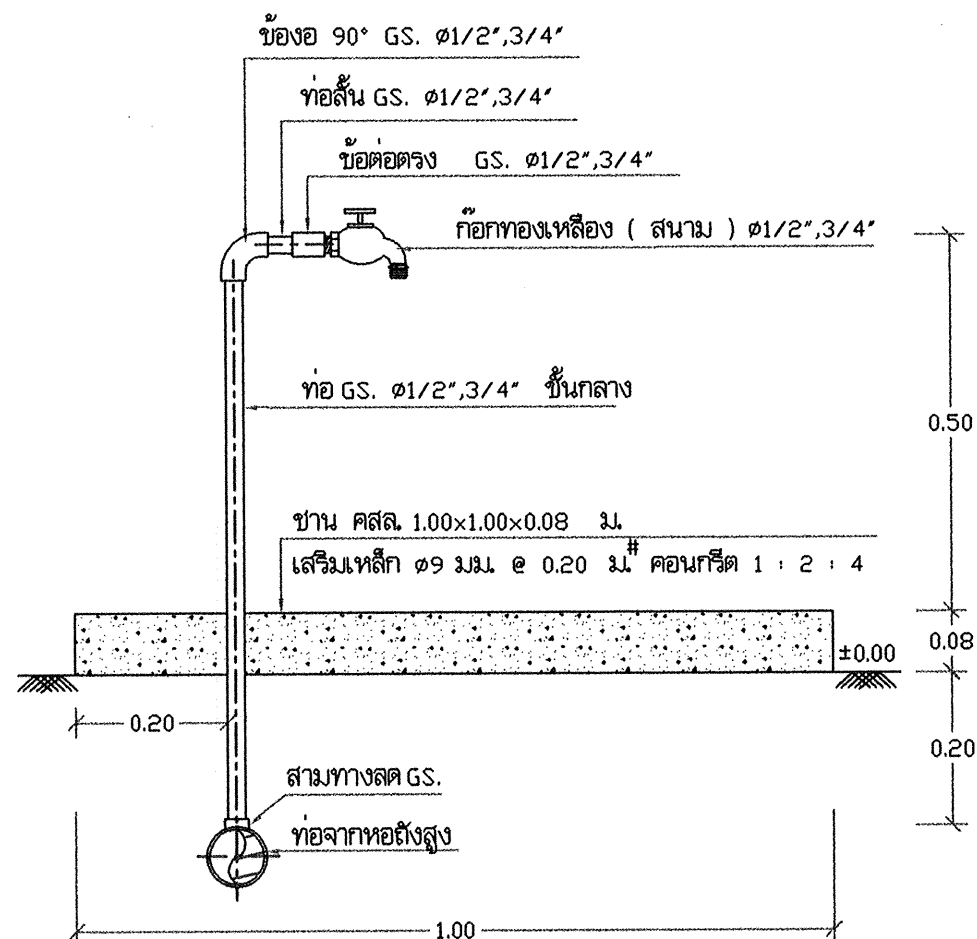 ข้องอ 90° GS. ø1/2",3/4"
ท่อสั้น GS. ø1/2",3/4"
ข้อต่อตรง GS. ø1/2",3/4"
ก๊อกทองเหลือง ( สนาม ) ø1/2",3/4"
ท่อ GS. ø1/2",3/4" ชั้นกลาง
0.50
ชาน คสล. 1.00x1.00x0.08 ม.
เสริมเหล็ก ø9 มม. @ 0.20 ม.# คอนกรีต 1 : 2 : 4
0.08
±0.00
0.20
0.20
สามทางลด GS.
ท่อจากหอถังสูง
1.00